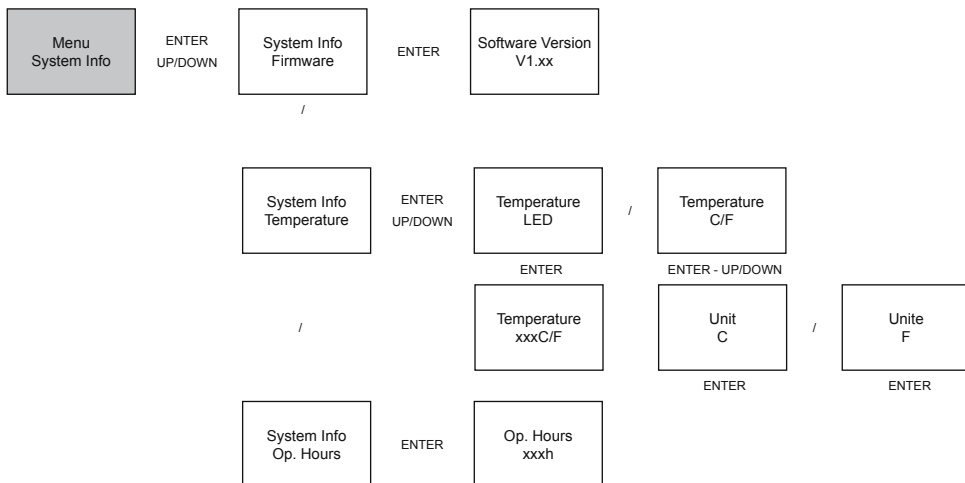 Menu
System Info
ENTER
UP/DOWN
System Info
Firmware
ENTER
Software Version
V1.xx
/
System Info
Temperature
ENTER
UP/DOWN
Temperature
LED
/
Temperature
C/F
ENTER
ENTER - UP/DOWN
/
Temperature
xxxC/F
Unit
C
/
Unite
F
ENTER
ENTER
System Info
Op. Hours
ENTER
Op. Hours
xxxh